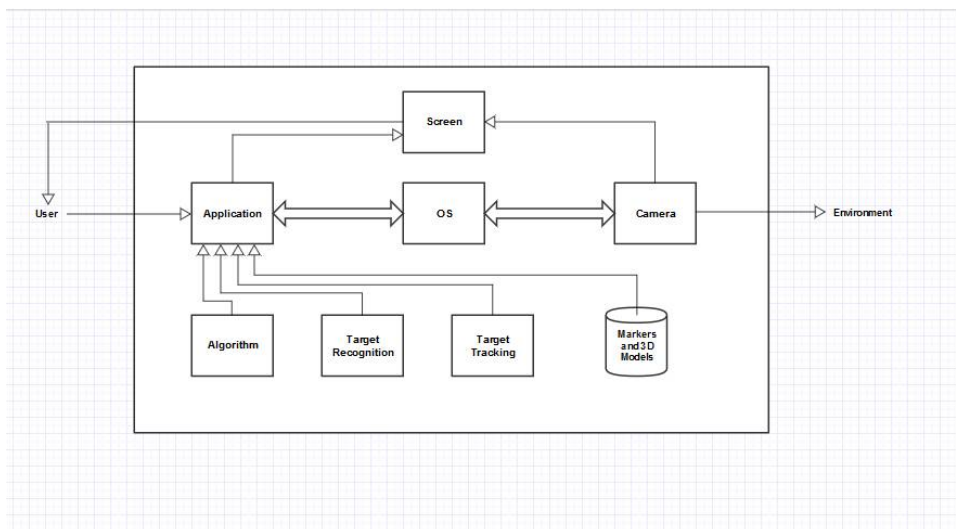 Screen
User
Application
OS
Camera
Environment
Algorithm
Target
Recognition
Target
Tracking
Markers
and 3D
Models